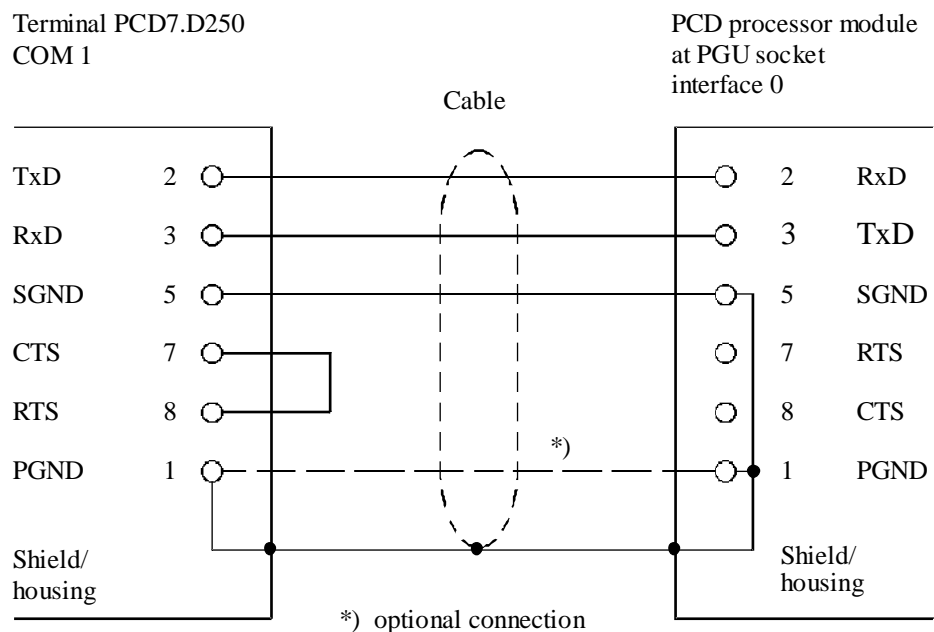 Terminal PCD7.D250
COM 1
PCD processor module
at PGU socket
interface 0
Cable
TxD 2 2 RxD
RxD 3 3 TxD
SGND 5 5 SGND
CTS 7 7 RTS
RTS 8 8 CTS
*)
PGND 1 1 PGND
Shield/
housing
Shield/
housing
*) optional connection